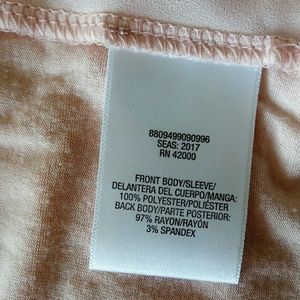 8809499090996
SEAS: 2017
RN 42000
FRONT BODY/SLEEVE/
DELANTERA DEL CUERPO/MANGA:
100% POLYESTER/POLIÉSTER
BACK BODY/PARTE POSTERIOR:
97% RAYON/RAYÓN
3% SPANDEX